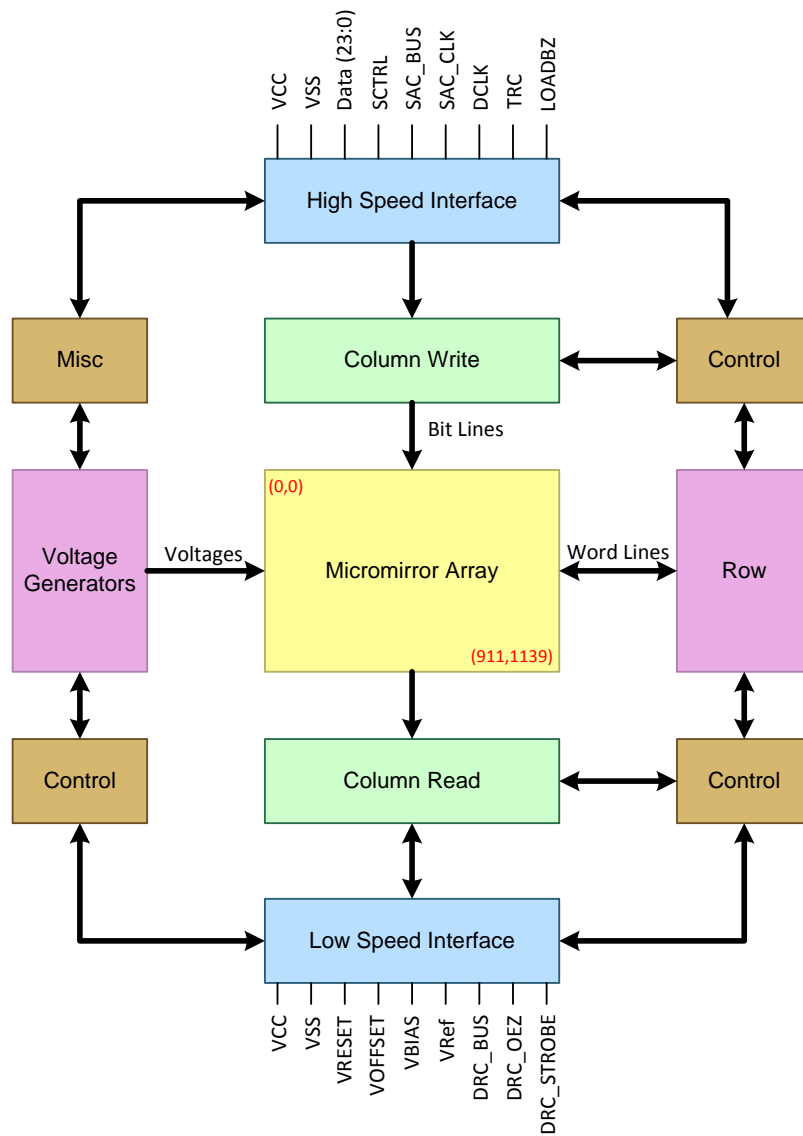 VCC
VSS
Data (23:0)
SCTRL
SAC_BUS
SAC_CLK
DCLK
TRC
LOADBZ
High Speed Interface
Misc
Column Write
Control
Bit Lines
(0,0)
Voltage
Generators
Voltages
Micromirror Array
Word Lines
Row
(911,1139)
Control
Column Read
Control
Low Speed Interface
VCC
VSS
VRESET
VOFFSET
VBIAS
VRef
DRC_BUS
DRC_OEZ
DRC_STROBE